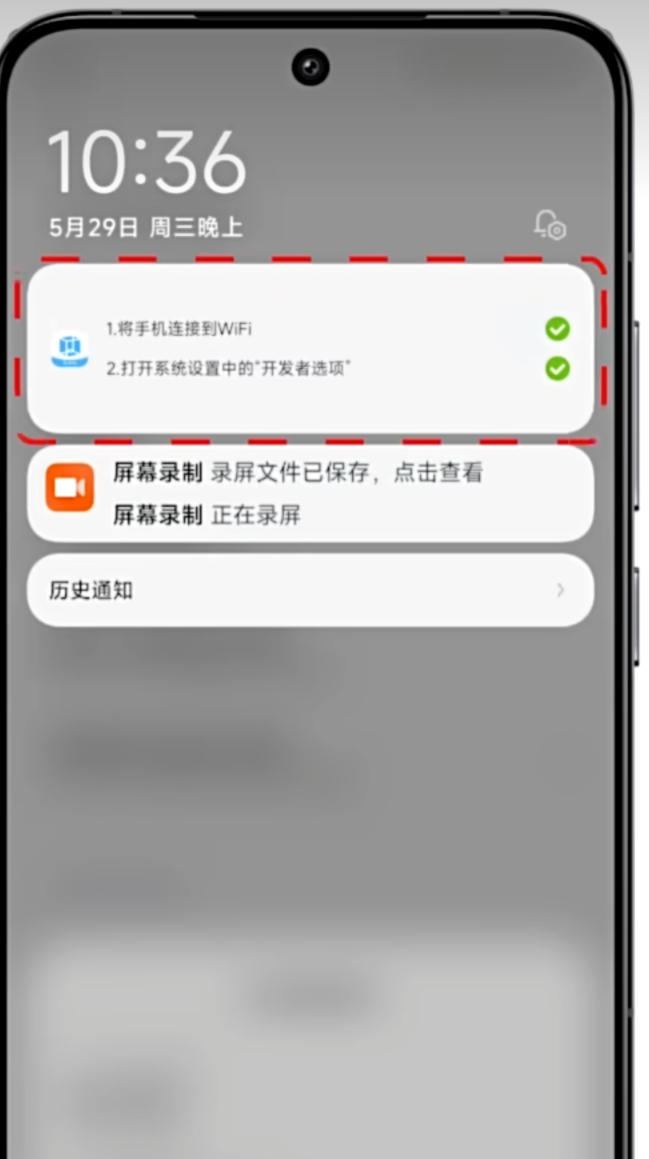 10:36
5月29日 周三晚上
1.将手机连接到WiFi
2.打开系统设置中的“开发者选项”
屏幕录制 录屏文件已保存，点击查看
屏幕录制 正在录屏
历史通知